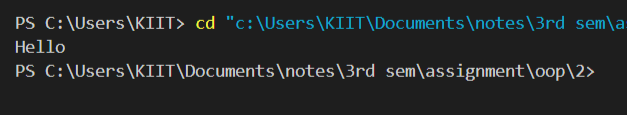 PS C:\Users\KIIT> cd "c:\Users\KIIT\Documents\notes\3rd sem\a
Hello
PS C:\Users\KIIT\Documents\notes\3rd sem\assignment\oop\2>